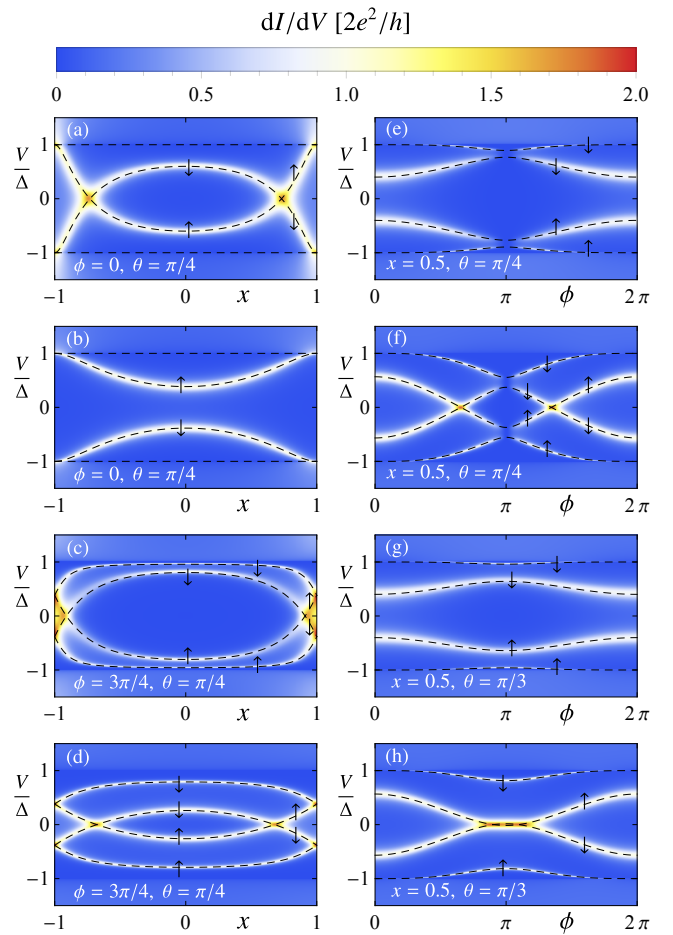 dI/dV [2e²/h]
0 0.5 1.0 1.5 2.0
(a) (e)
V/Δ 1 0 −1 V/Δ 1 0 −1
ϕ = 0, θ = π/4 x = 0.5, θ = π/4
−1 0 x 1 0 π ϕ 2π
(b) (f)
V/Δ 1 0 −1 V/Δ 1 0 −1
ϕ = 0, θ = π/4 x = 0.5, θ = π/4
−1 0 x 1 0 π ϕ 2π
(c) (g)
V/Δ 1 0 −1 V/Δ 1 0 −1
ϕ = 3π/4, θ = π/4 x = 0.5, θ = π/3
−1 0 x 1 0 π ϕ 2π
(d) (h)
V/Δ 1 0 −1 V/Δ 1 0 −1
ϕ = 3π/4, θ = π/4 x = 0.5, θ = π/3
−1 0 x 1 0 π ϕ 2π